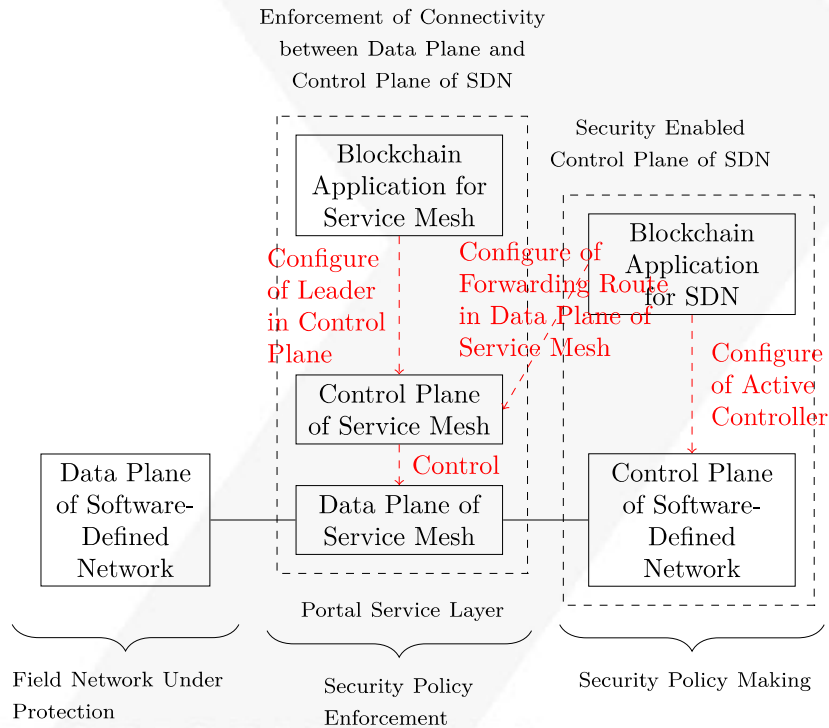 Enforcement of Connectivity
between Data Plane and
Control Plane of SDN
Security Enabled
Control Plane of SDN
Blockchain
Application for
Service Mesh
Blockchain
Application
for SDN
Configure
of Leader
in Control
Plane
Configure of
Forwarding Route
in Data Plane of
Service Mesh
Configure
of Active
Controller
Control Plane
of Service Mesh
Control
Data Plane
of Software-
Defined
Network
Data Plane of
Service Mesh
Control Plane
of Software-
Defined
Network
Portal Service Layer
Field Network Under
Protection
Security Policy
Enforcement
Security Policy Making